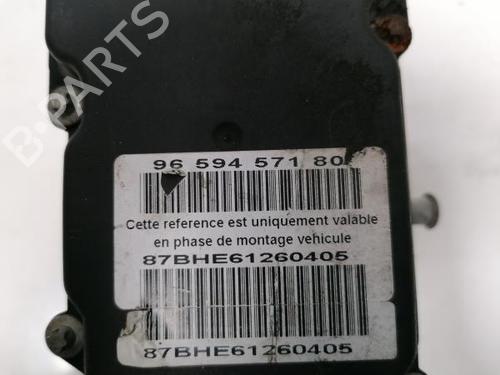 B-PARTS
96 594 571 80
Cette reference est uniquement valable
en phase de montage vehicule
87BHE61260405
87BHE61260405